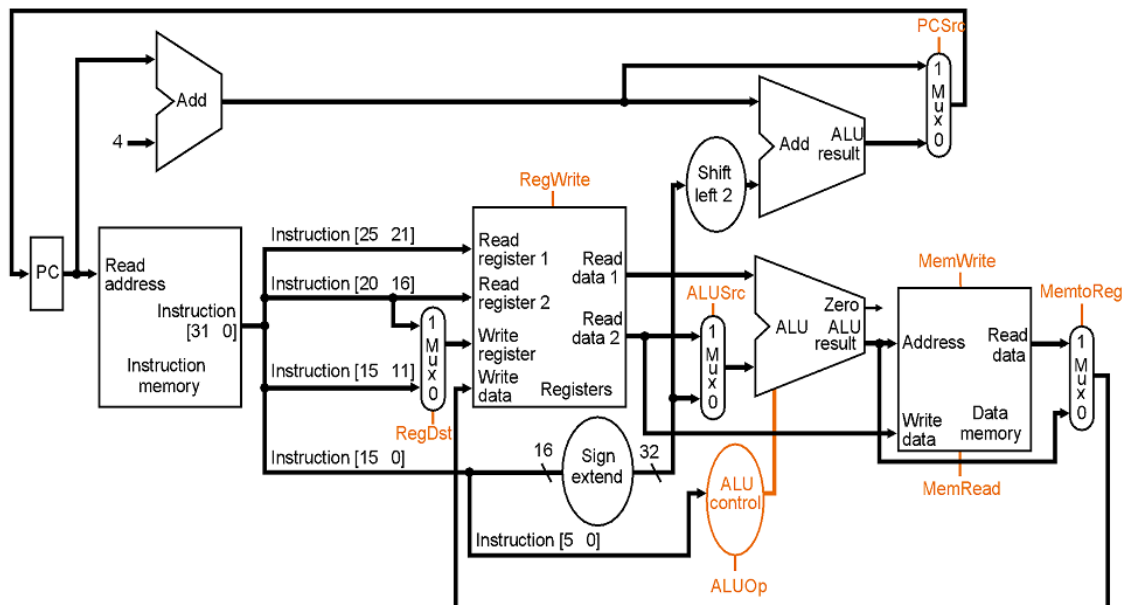 PCSrc
Add
4
1
M
u
x
0
Add
ALU
result
Shift
left 2
RegWrite
PC
Read
address
Instruction
[31 0]
Instruction
memory
Instruction [25 21]
Instruction [20 16]
Instruction [15 11]
Instruction [15 0]
1
M
u
x
0
RegDst
Read
register 1
Read
register 2
Write
register
Write
data
Read
data 1
Read
data 2
Registers
ALUSrc
1
M
u
x
0
Zero
ALU
ALU
result
MemWrite
Address
Read
data
Write
data
Data
memory
MemRead
MemtoReg
1
M
u
x
0
16
Sign
extend
32
ALU
control
Instruction [5 0]
ALUOp